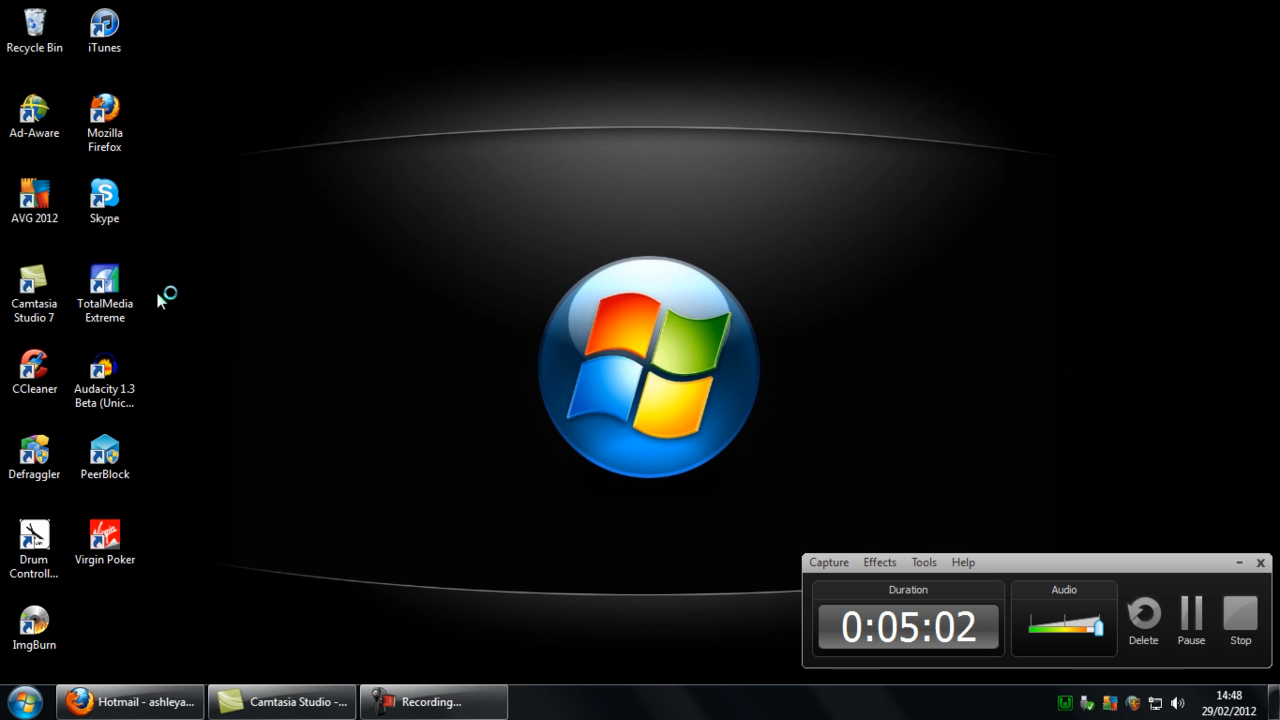 Recycle Bin
iTunes
Ad-Aware
Mozilla
Firefox
AVG 2012
Skype
Camtasia
Studio 7
TotalMedia
Extreme
CCleaner
Audacity 1.3
Beta (Unic...
Defraggler
PeerBlock
Drum
Controll...
Virgin Poker
ImgBurn
Capture Effects Tools Help
Duration
Audio
0:05:02
Delete
Pause
Stop
Hotmail - ashleya...
Camtasia Studio -...
Recording...
14:48
29/02/2012